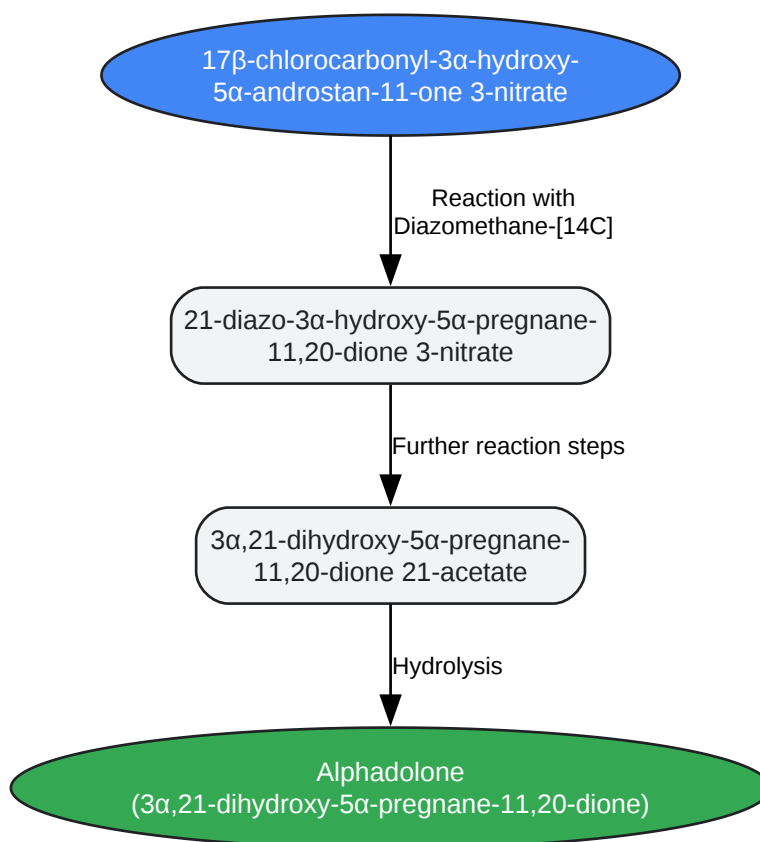 17β-chlorocarbonyl-3α-hydroxy-
5α-androstan-11-one 3-nitrate
Reaction with
Diazomethane-[14C]
21-diazo-3α-hydroxy-5α-pregnane-
11,20-dione 3-nitrate
Further reaction steps
3α,21-dihydroxy-5α-pregnane-
11,20-dione 21-acetate
Hydrolysis
Alphadolone
(3α,21-dihydroxy-5α-pregnane-11,20-dione)